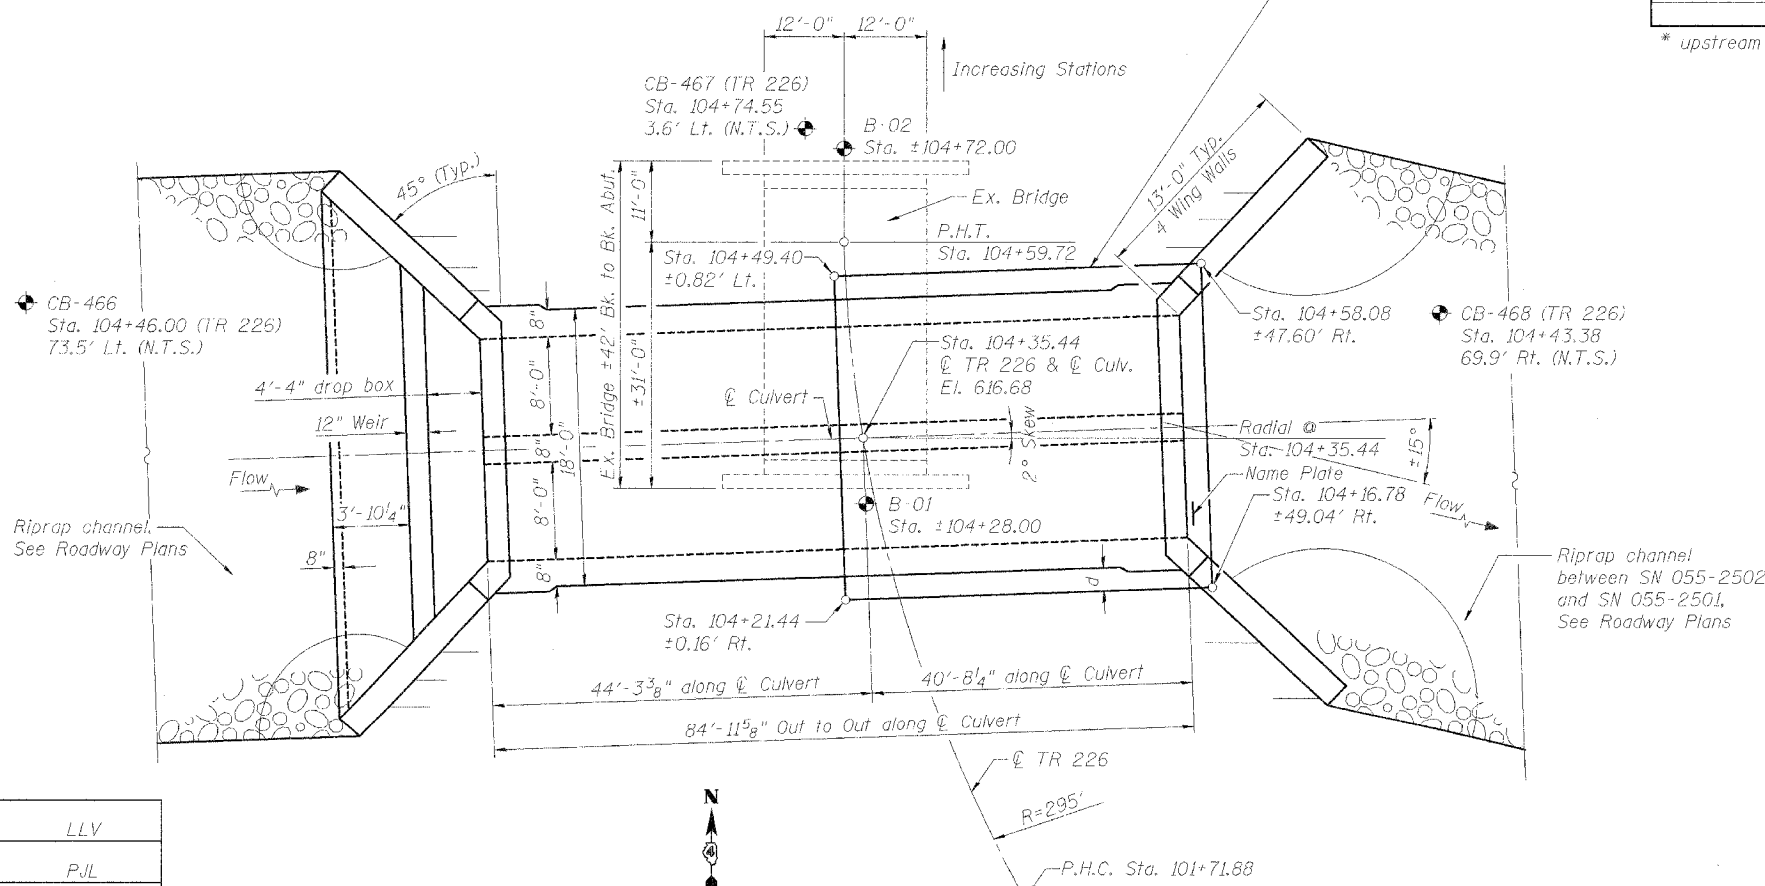 12'-0" 12'-0"
* upstream
Increasing Stations
CB-467 (TR 226)
Sta. 104+74.55
3.6' Lt. (N.T.S.)
B-02
Sta. ±104+72.00
45° (Typ.)
13'-0" Typ.
4 Wing Walls
11'-0"
Ex. Bridge
P.H.T.
Sta. 104+59.72
Sta. 104+49.40
±0.82' Lt.
Ex. Bridge ±42' Bk. to Bk. Abut.
±31'-0"
CB-466
Sta. 104+46.00 (TR 226)
73.5' Lt. (N.T.S.)
8"
Sta. 104+58.08
±47.60' Rt.
CB-468 (TR 226)
Sta. 104+43.38
69.9' Rt. (N.T.S.)
Sta. 104+35.44
℄ TR 226 & ℄ Culv.
El. 616.68
4'-4" drop box
8'-0"
℄ Culvert
12" Weir
8"
18'-0"
2° Skew
Radial @
Sta. 104+35.44
±15°
Flow
Name Plate
Sta. 104+16.78
±49.04' Rt.
Flow
3'-10¼"
8'-0"
B-01
Sta. ±104+28.00
Riprap channel.
See Roadway Plans
8"
8"
d
Riprap channel
between SN 055-2502
and SN 055-2501,
See Roadway Plans
Sta. 104+21.44
±0.16' Rt.
44'-3⅜" along ℄ Culvert
40'-8¼" along ℄ Culvert
84'-11⅝" Out to Out along ℄ Culvert
℄ TR 226
N
4
R=295'
LLV
PJL
P.H.C. Sta. 101+71.88